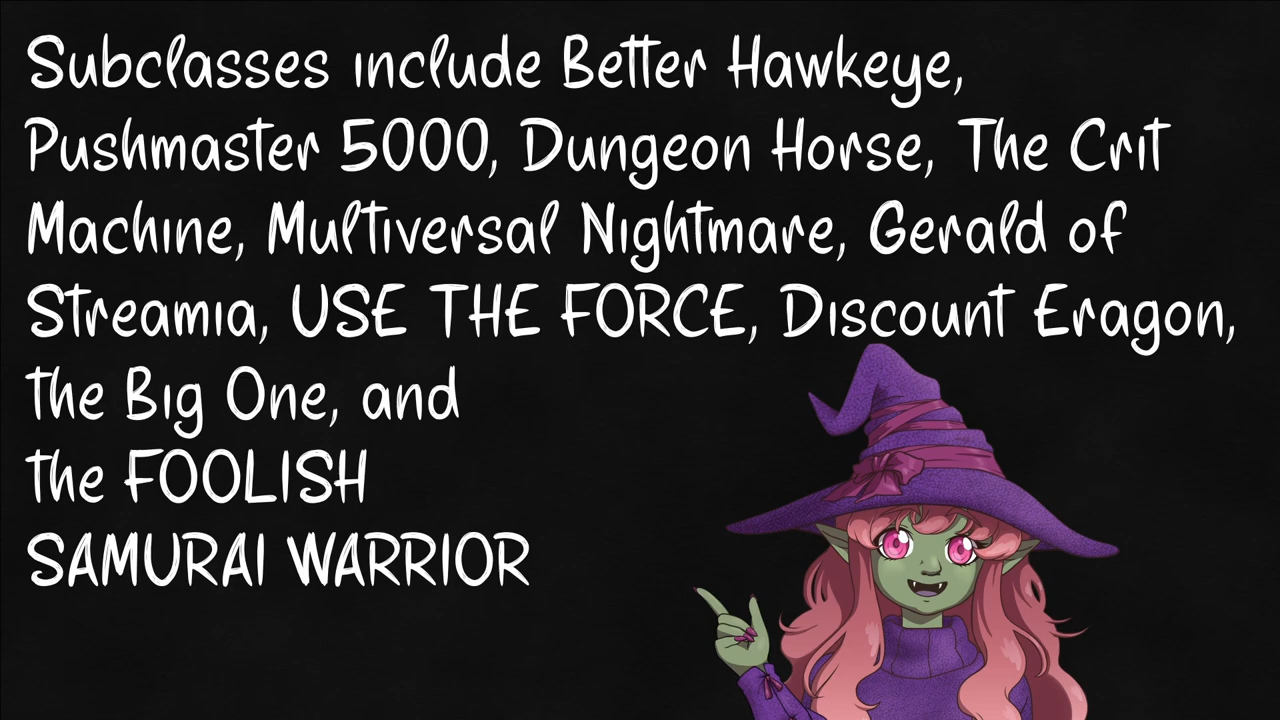 Subclasses include Better Hawkeye,
Pushmaster 5000, Dungeon Horse, The Crit
Machine, Multiversal Nightmare, Gerald of
Streamia, USE THE FORCE, Discount Eragon,
the Big One, and
the FOOLISH
SAMURAI WARRIOR